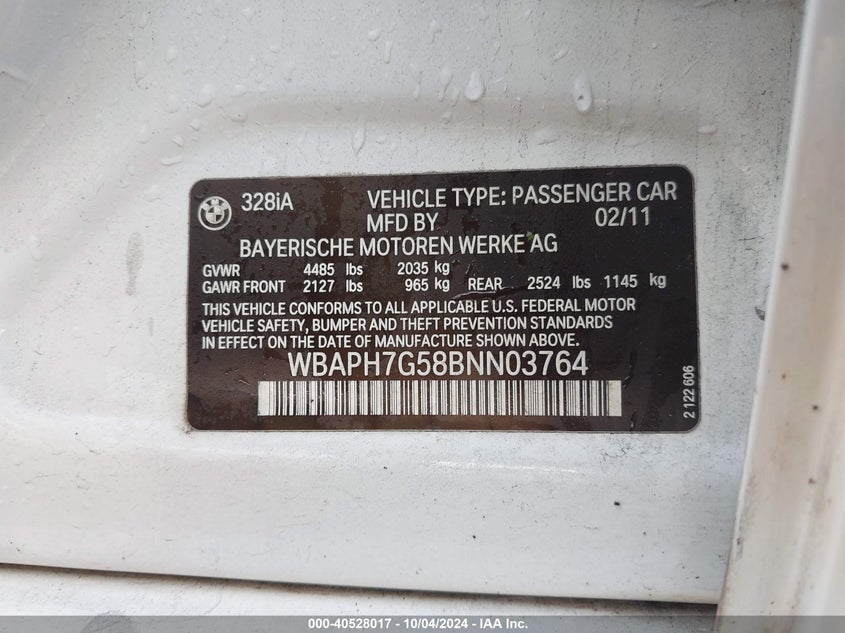 328iA VEHICLE TYPE: PASSENGER CAR
MFD BY 02/11
BAYERISCHE MOTOREN WERKE AG
GVWR 4485 lbs 2035 kg
GAWR FRONT 2127 lbs 965 kg REAR 2524 lbs 1145 kg
THIS VEHICLE CONFORMS TO ALL APPLICABLE U.S. FEDERAL MOTOR
VEHICLE SAFETY, BUMPER AND THEFT PREVENTION STANDARDS
IN EFFECT ON THE DATE OF MANUFACTURE SHOWN ABOVE.
WBAPH7G58BNN03764
2 122 606
000-40528017 - 10/04/2024 - WWW.IAAI.COM